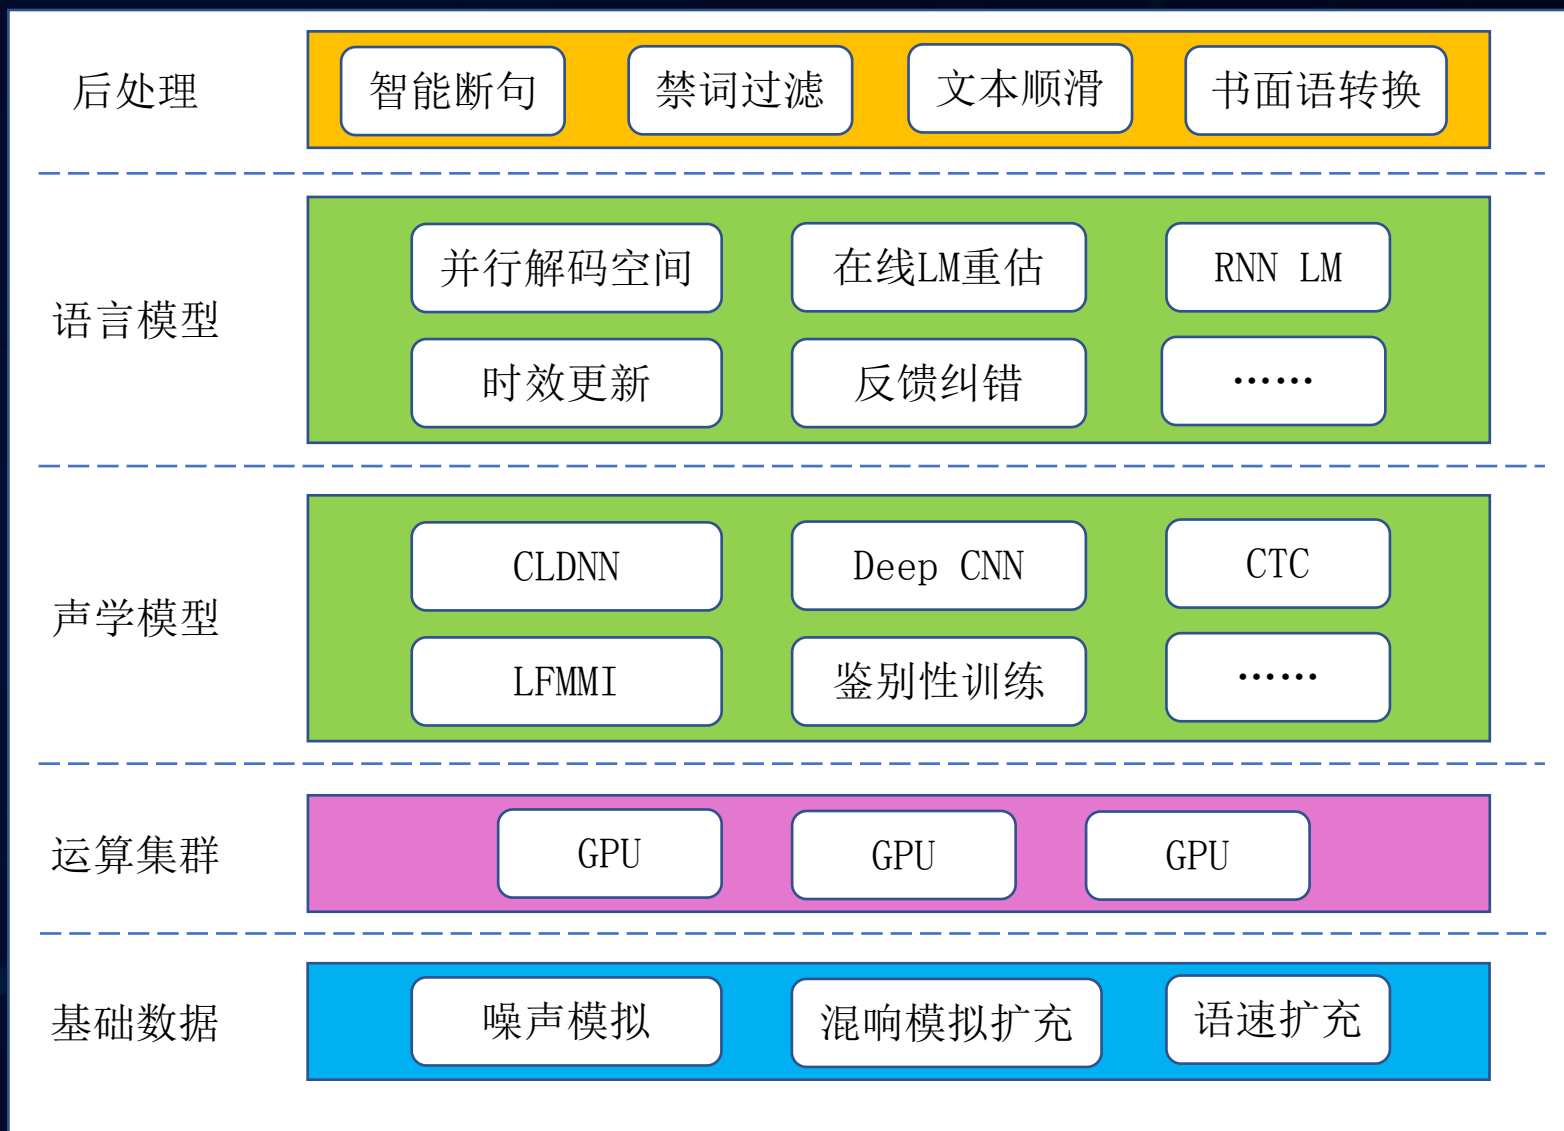 后处理
智能断句
禁词过滤
文本顺滑
书面语转换
语言模型
并行解码空间
在线LM重估
RNN LM
时效更新
反馈纠错
……
声学模型
CLDNN
Deep CNN
CTC
LFMMI
鉴别性训练
……
运算集群
GPU
GPU
GPU
基础数据
噪声模拟
混响模拟扩充
语速扩充